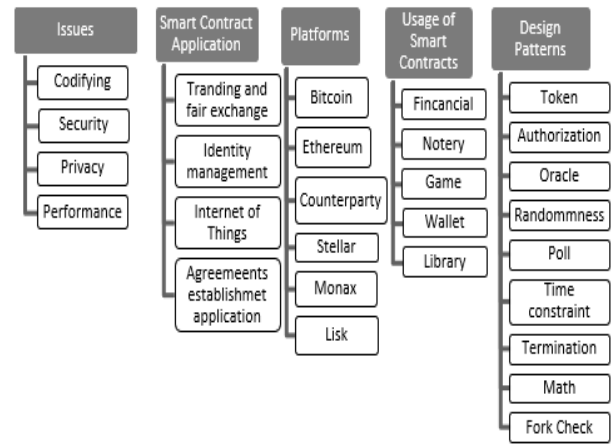 Issues
Codifying
Security
Privacy
Performance
Smart Contract
Application
Tranding and
fair exchange
Identity
management
Internet of
Things
Agreemeents
establishmet
application
Platforms
Bitcoin
Ethereum
Counterparty
Stellar
Monax
Lisk
Usage of
Smart
Contracts
Fincancial
Notery
Game
Wallet
Library
Design
Patterns
Token
Authorization
Oracle
Randommness
Poll
Time
constraint
Termination
Math
Fork Check